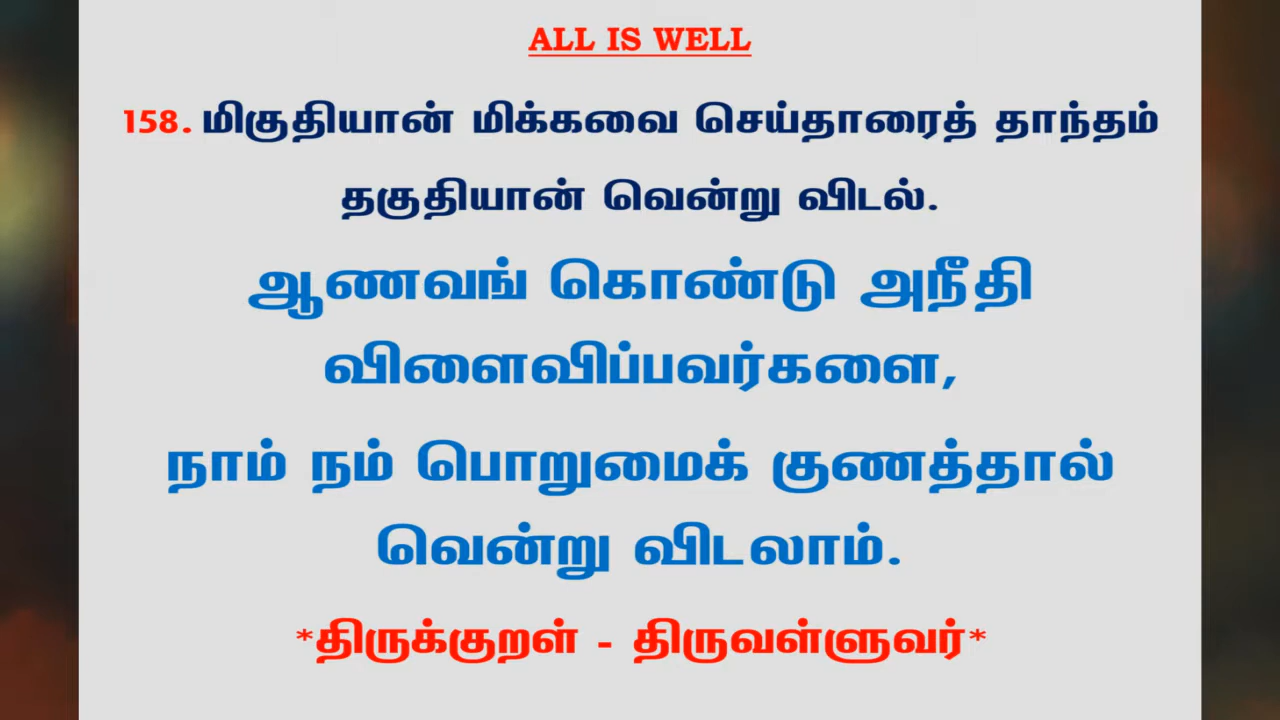 ALL IS WELL
158. மிகுதியான் மிக்கவை செய்தாரைத் தாந்தம்
தகுதியான் வென்று விடல்.
ஆணவங் கொண்டு அநீதி
விளைவிப்பவர்களை,
நாம் நம் பொறுமைக் குணத்தால்
வென்று விடலாம்.
*திருக்குறள் - திருவள்ளுவர்*